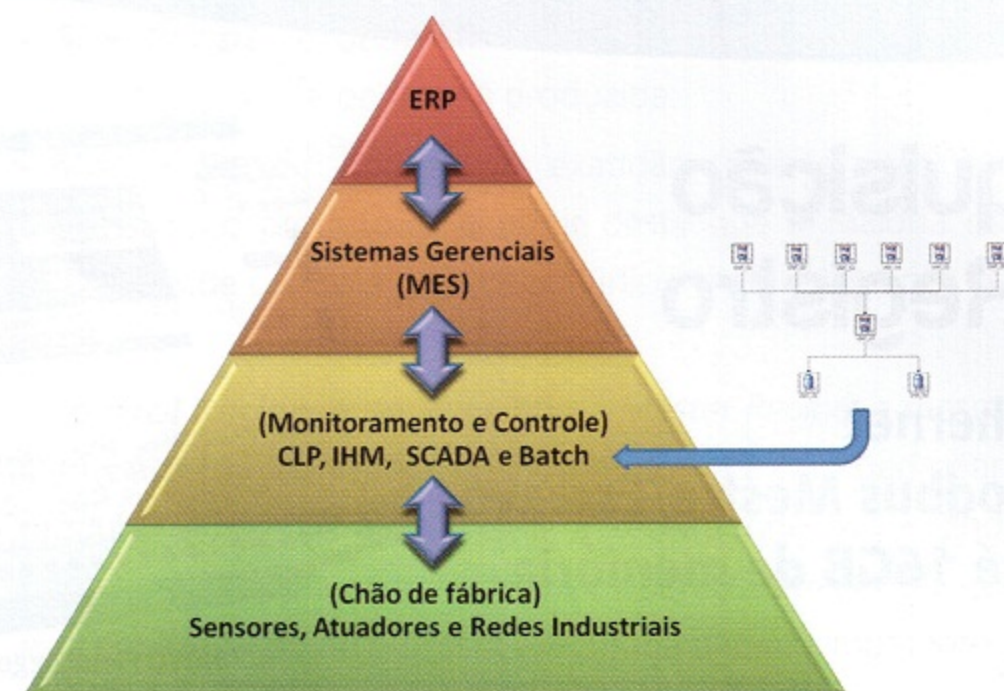 ERP
Sistemas Gerenciais
(MES)
(Monitoramento e Controle)
CLP, IHM, SCADA e Batch
(Chão de fábrica)
Sensores, Atuadores e Redes Industriais